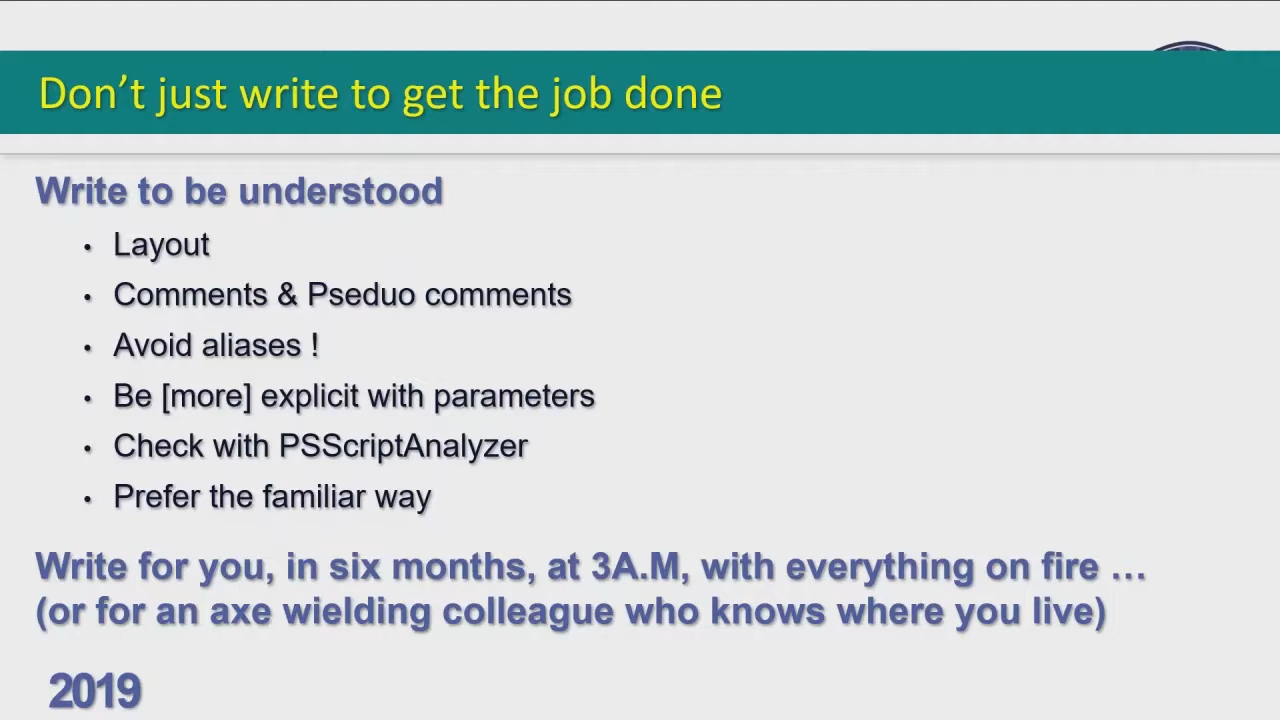 Don’t just write to get the job done
Write to be understood
• Layout
• Comments & Pseduo comments
• Avoid aliases !
• Be [more] explicit with parameters
• Check with PSScriptAnalyzer
• Prefer the familiar way
Write for you, in six months, at 3A.M, with everything on fire …
(or for an axe wielding colleague who knows where you live)
2019